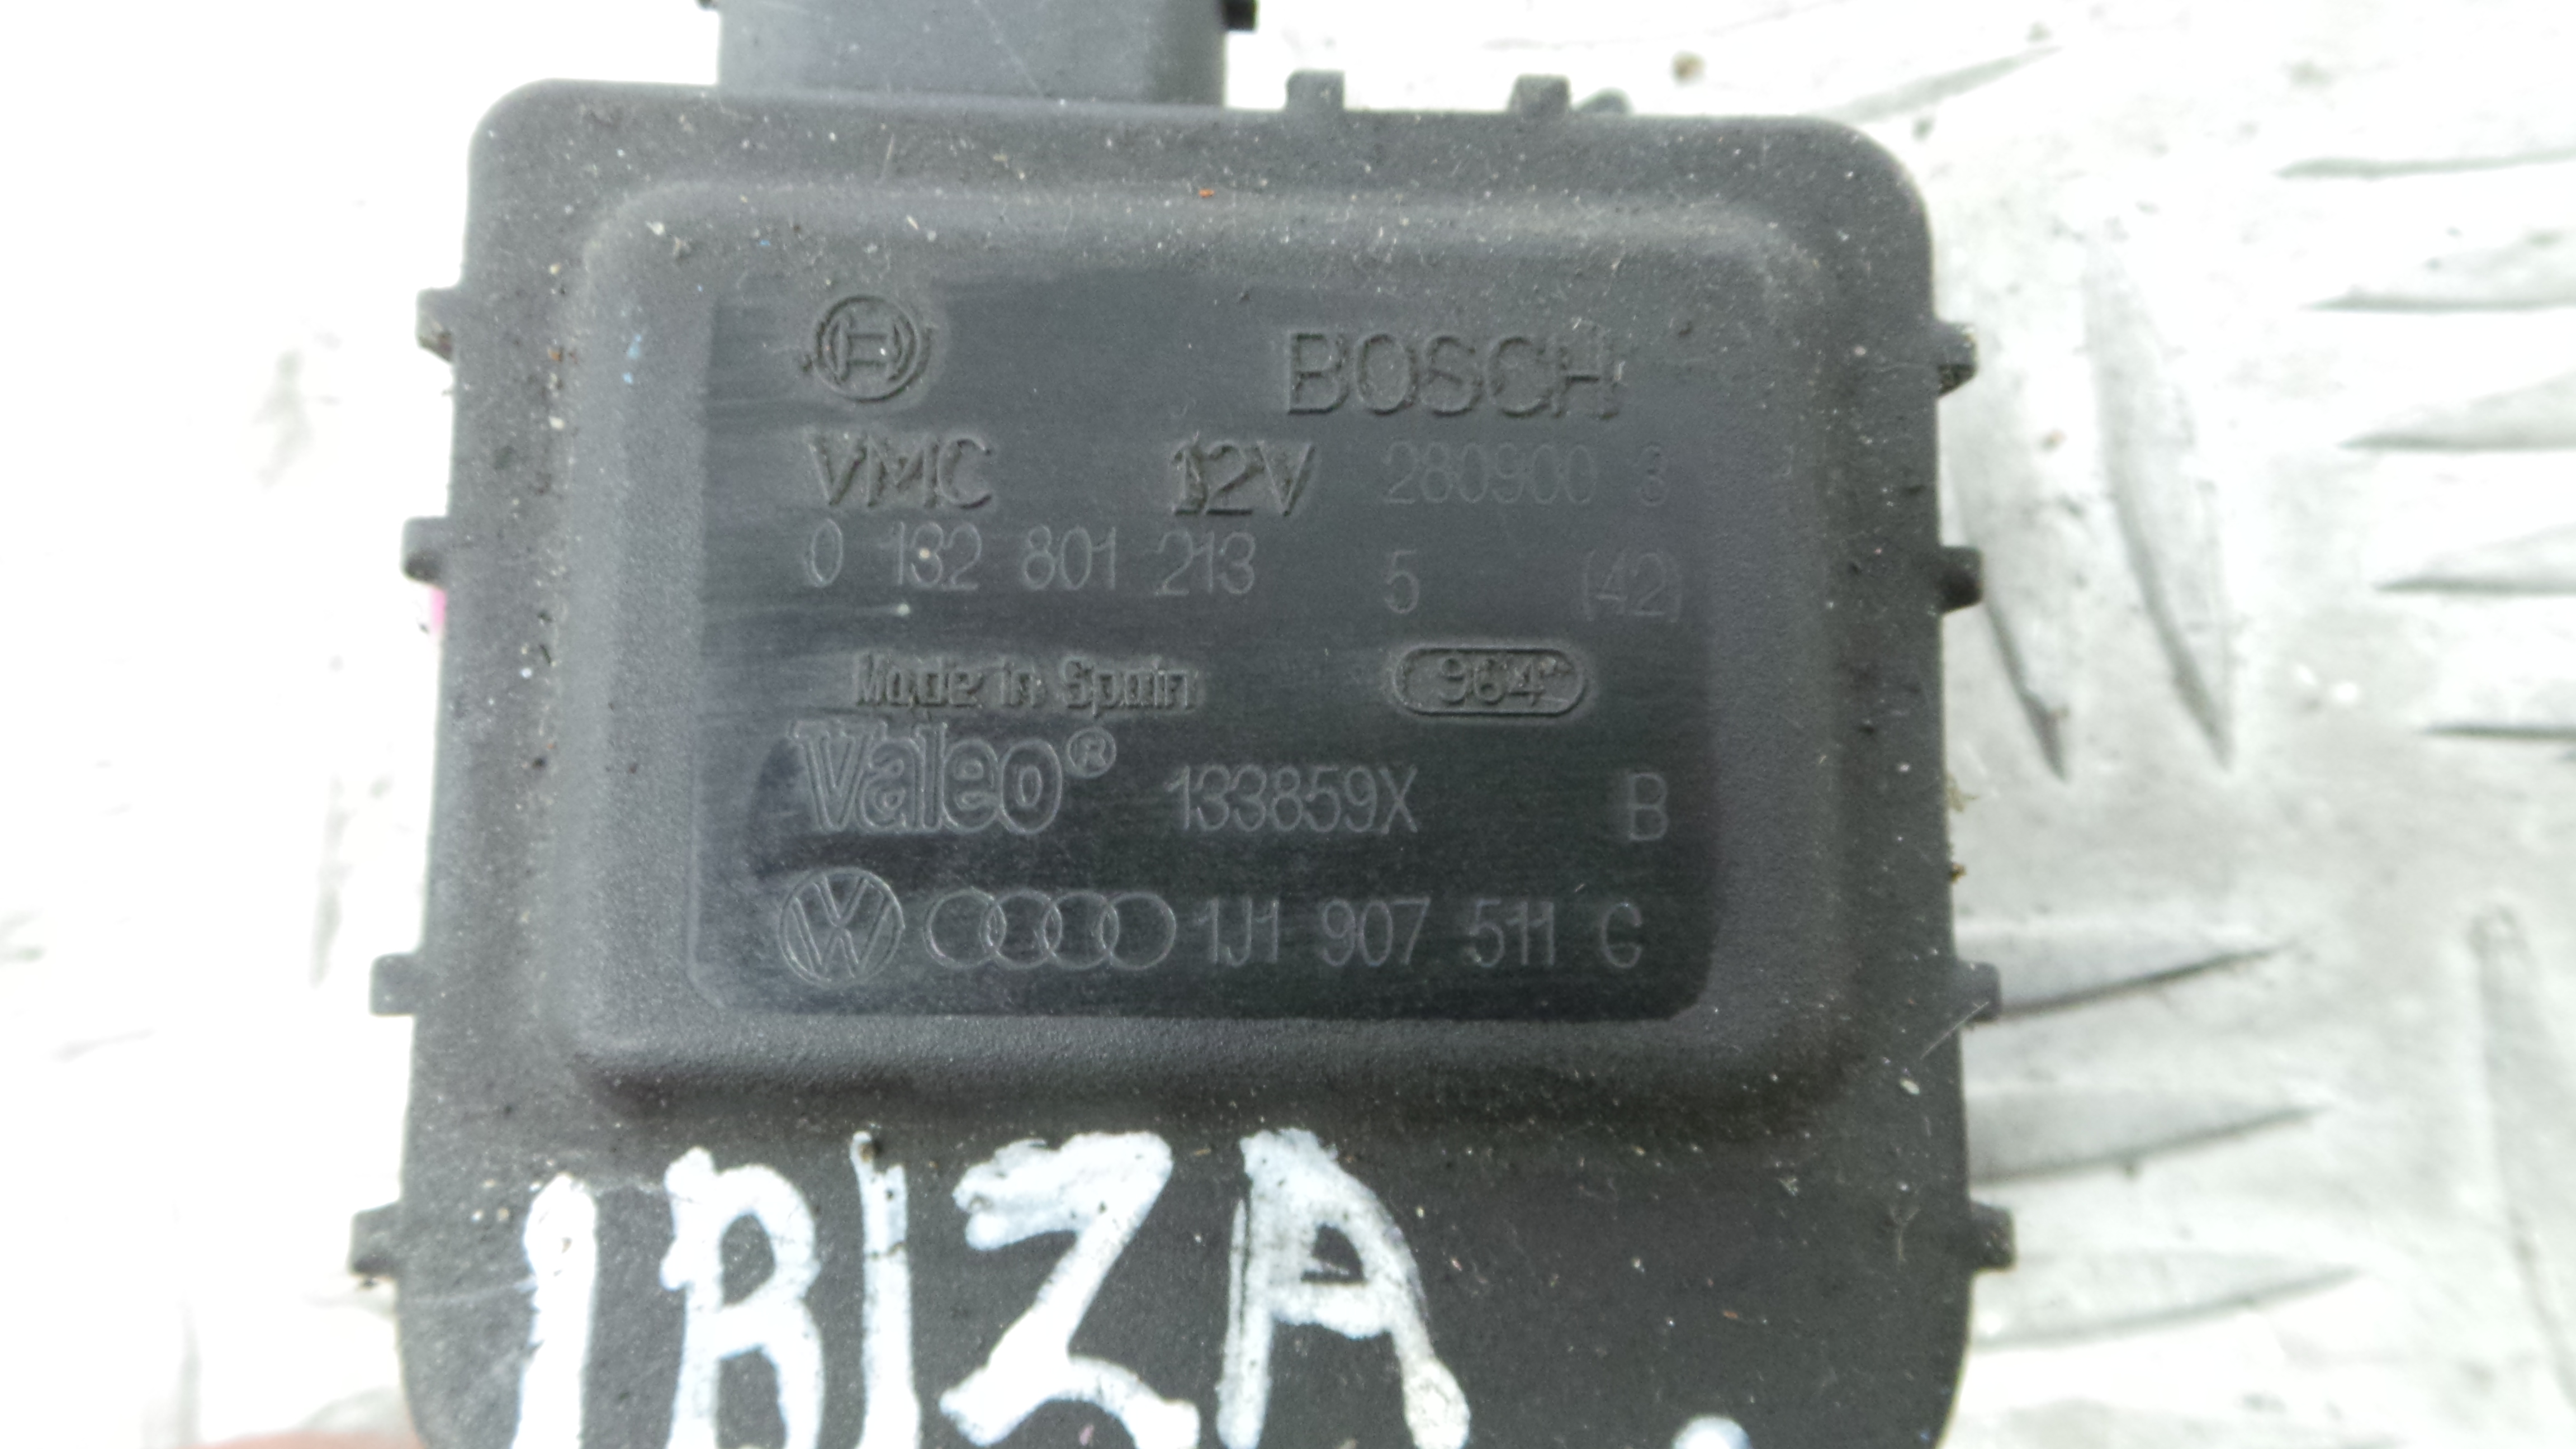 BOSCH
VMC 12V 280900 3
0 132 801 213 5 (42)
Made in Spain 964
Valeo® 133859X B
1J1 907 511 C
IBIZA